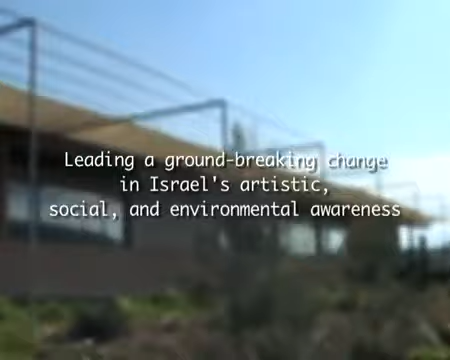 Leading a ground-breaking change
in Israel's artistic,
social, and environmental awareness